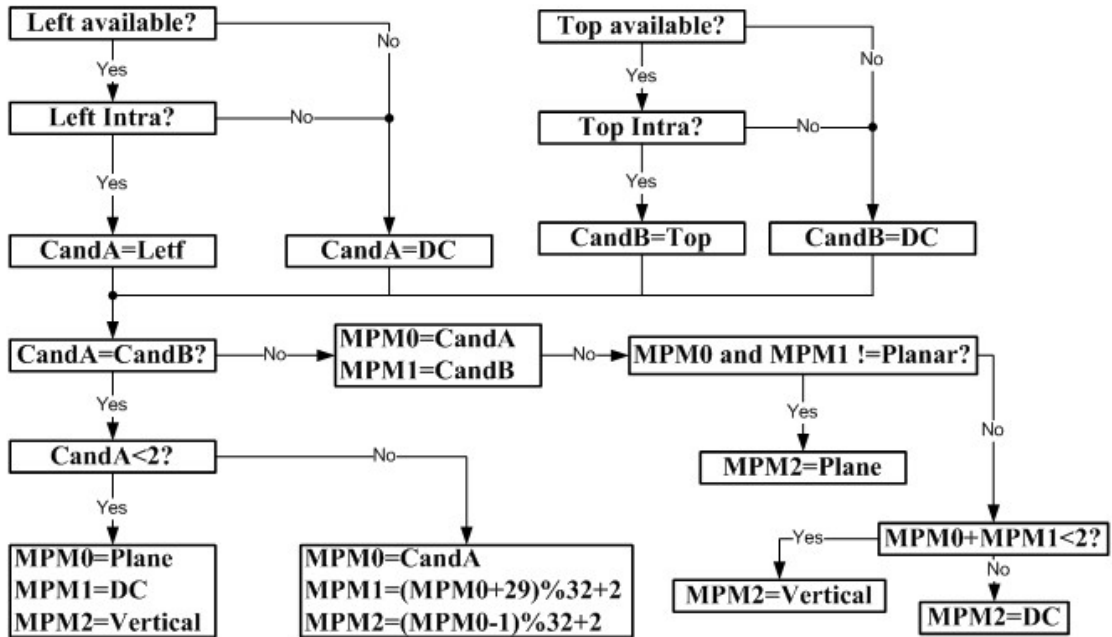 Left available?
No
Yes
Left Intra?
No
Yes
CandA=Letf
CandA=DC
Top available?
No
Yes
Top Intra?
No
Yes
CandB=Top
CandB=DC
CandA=CandB?
No
MPM0=CandA
MPM1=CandB
No
MPM0 and MPM1 !=Planar?
Yes
Yes
No
CandA<2?
No
MPM2=Plane
Yes
MPM0=Plane
MPM1=DC
MPM2=Vertical
MPM0=CandA
MPM1=(MPM0+29)%32+2
MPM2=(MPM0-1)%32+2
MPM0+MPM1<2?
Yes
No
MPM2=Vertical
MPM2=DC